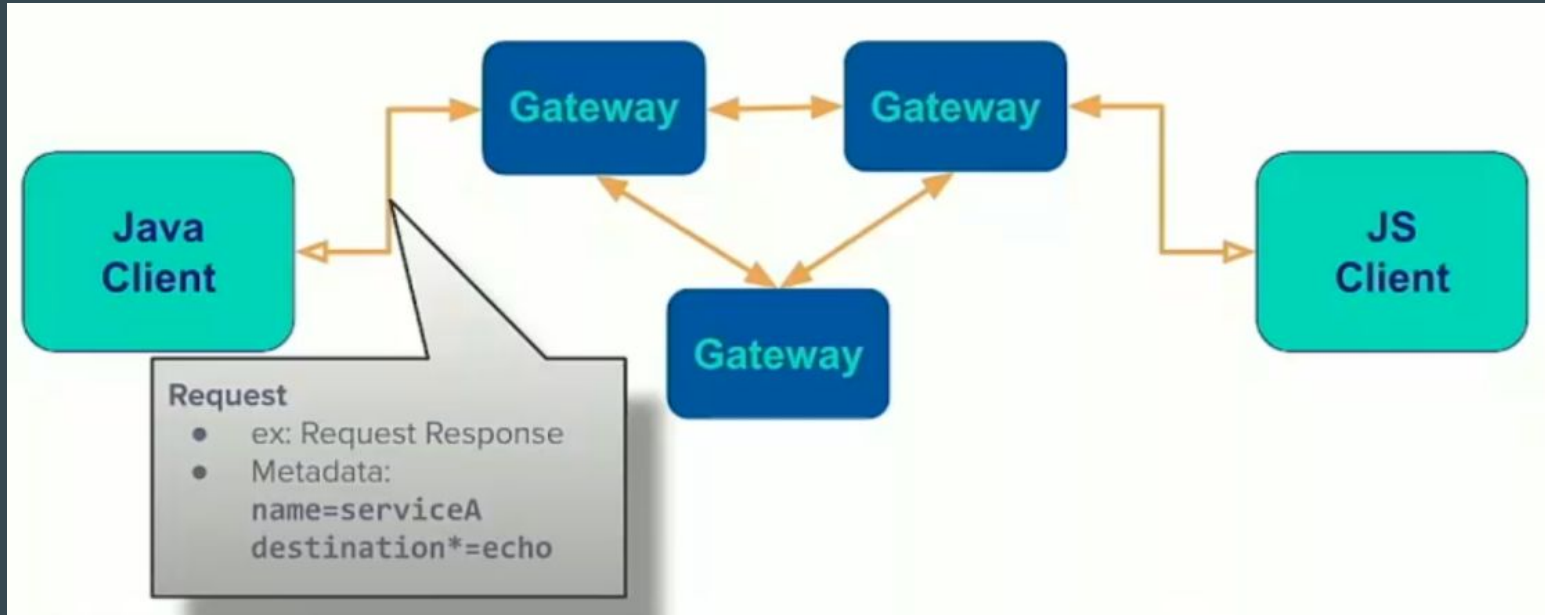 Gateway
Gateway
Java
Client
JS
Client
Gateway
Request
● ex: Request Response
● Metadata:
name=serviceA
destination*=echo